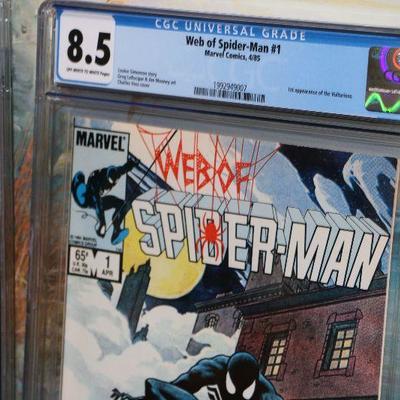 CGC UNIVERSAL GRADE
8.5
OFF-WHITE TO WHITE Pages
Web of Spider-Man #1
Marvel Comics, 4/85
Louise Simonson story
Greg LaRocque & Jim Mooney art
Charles Vess cover
1992949007
1st appearance of the Vulturions
MARVEL
65¢
1
APR
WEB OF
SPIDER-MAN